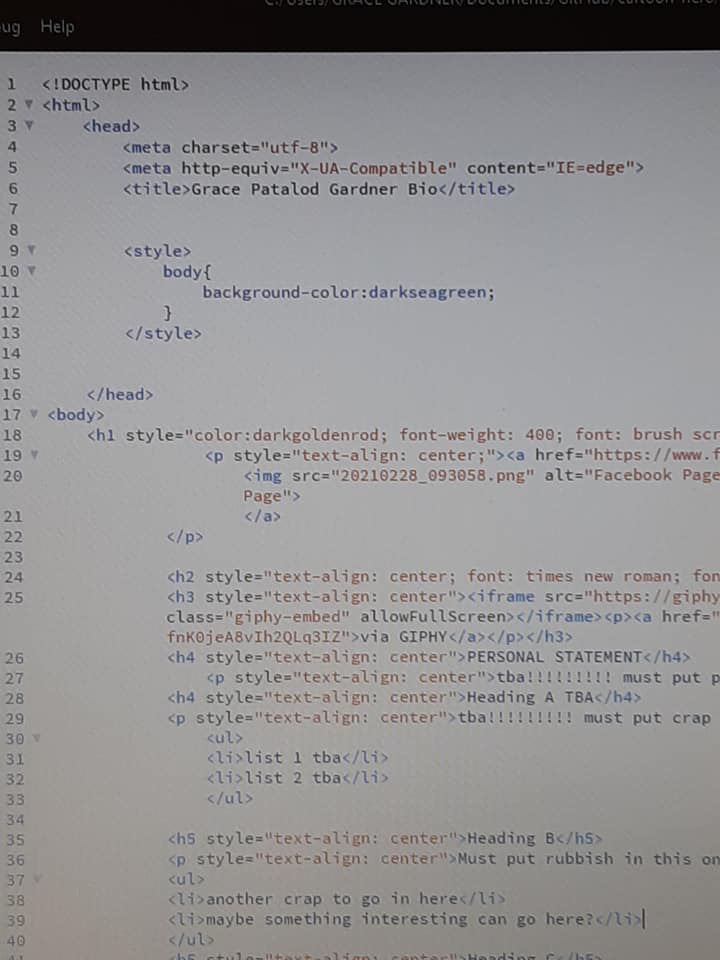 Help
1 <!DOCTYPE html>
2 <html>
3 <head>
4 <meta charset="utf-8">
5 <meta http-equiv="X-UA-Compatible" content="IE=edge">
6 <title>Grace Patalod Gardner Bio</title>
7
8
9 <style>
10 body{
11 background-color:darkseagreen;
12 }
13 </style>
14
15
16 </head>
17 <body>
18 <h1 style="color:darkgoldenrod; font-weight: 400; font: brush scr
19 <p style="text-align: center;"><a href="https://www.f
20 <img src="20210228_093058.png" alt="Facebook Page
Page">
21 </a>
22 </p>
23
24 <h2 style="text-align: center; font: times new roman; fon
25 <h3 style="text-align: center"><iframe src="https://giphy
class="giphy-embed" allowFullScreen></iframe><p><a href="
fnK0jeA8vIh2QLq3IZ">via GIPHY</a></p></h3>
26 <h4 style="text-align: center">PERSONAL STATEMENT</h4>
27 <p style="text-align: center">tba!!!!!!!!! must put p
28 <h4 style="text-align: center">Heading A TBA</h4>
29 <p style="text-align: center">tba!!!!!!!!! must put crap
30 <ul>
31 <li>list 1 tba</li>
32 <li>list 2 tba</li>
33 </ul>
34
35 <h5 style="text-align: center">Heading B</h5>
36 <p style="text-align: center">Must put rubbish in this on
37 <ul>
38 <li>another crap to go in here</li>
39 <li>maybe something interesting can go here?</li>
40 </ul>
41 <h5 style="text-align: center">Heading C</h5>